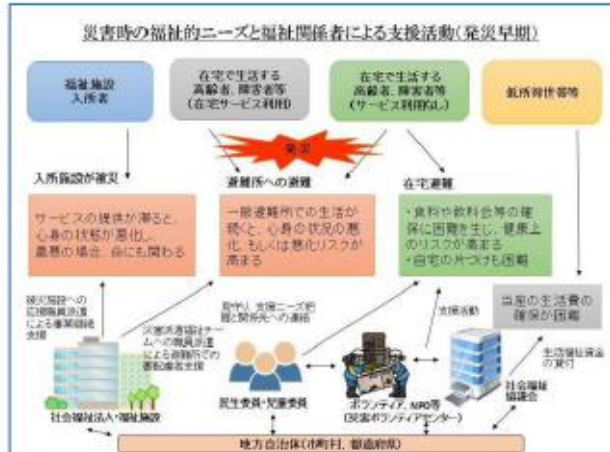 災害時の福祉的ニーズと福祉関係者による支援活動(発災早期)
福祉施設
入所者
在宅で生活する
高齢者、障害者等
(在宅サービス利用)
在宅で生活する
高齢者、障害者等
(サービス利用なし)
低所得世帯等
発災
入所施設が被災
避難所への避難
在宅避難
サービスの提供が滞ると、
心身の状態が悪化し、
最悪の場合、命にも関わる
一般避難所での生活が
続くと、心身の状況の悪
化、もしくは悪化リスクが
高まる
・食料や飲料会等の確
保に困難を生じ、健康上
のリスクが高まる
・自宅の片づけも困難
当座の生活費の
確保が困難
被災施設への
応援職員派遣
による事業継続
支援
災害派遣福祉チー
ムへの職員派遣
による避難所での
要配慮者支援
見守り、支援ニーズ把
握と関係先への連絡
支援活動
生活福祉資金
の貸付
社会福祉法人・福祉施設
民生委員・児童委員
ボランティア、NPO等
(災害ボランティアセンター)
社会福祉
協議会
地方自治体(市町村、都道府県)